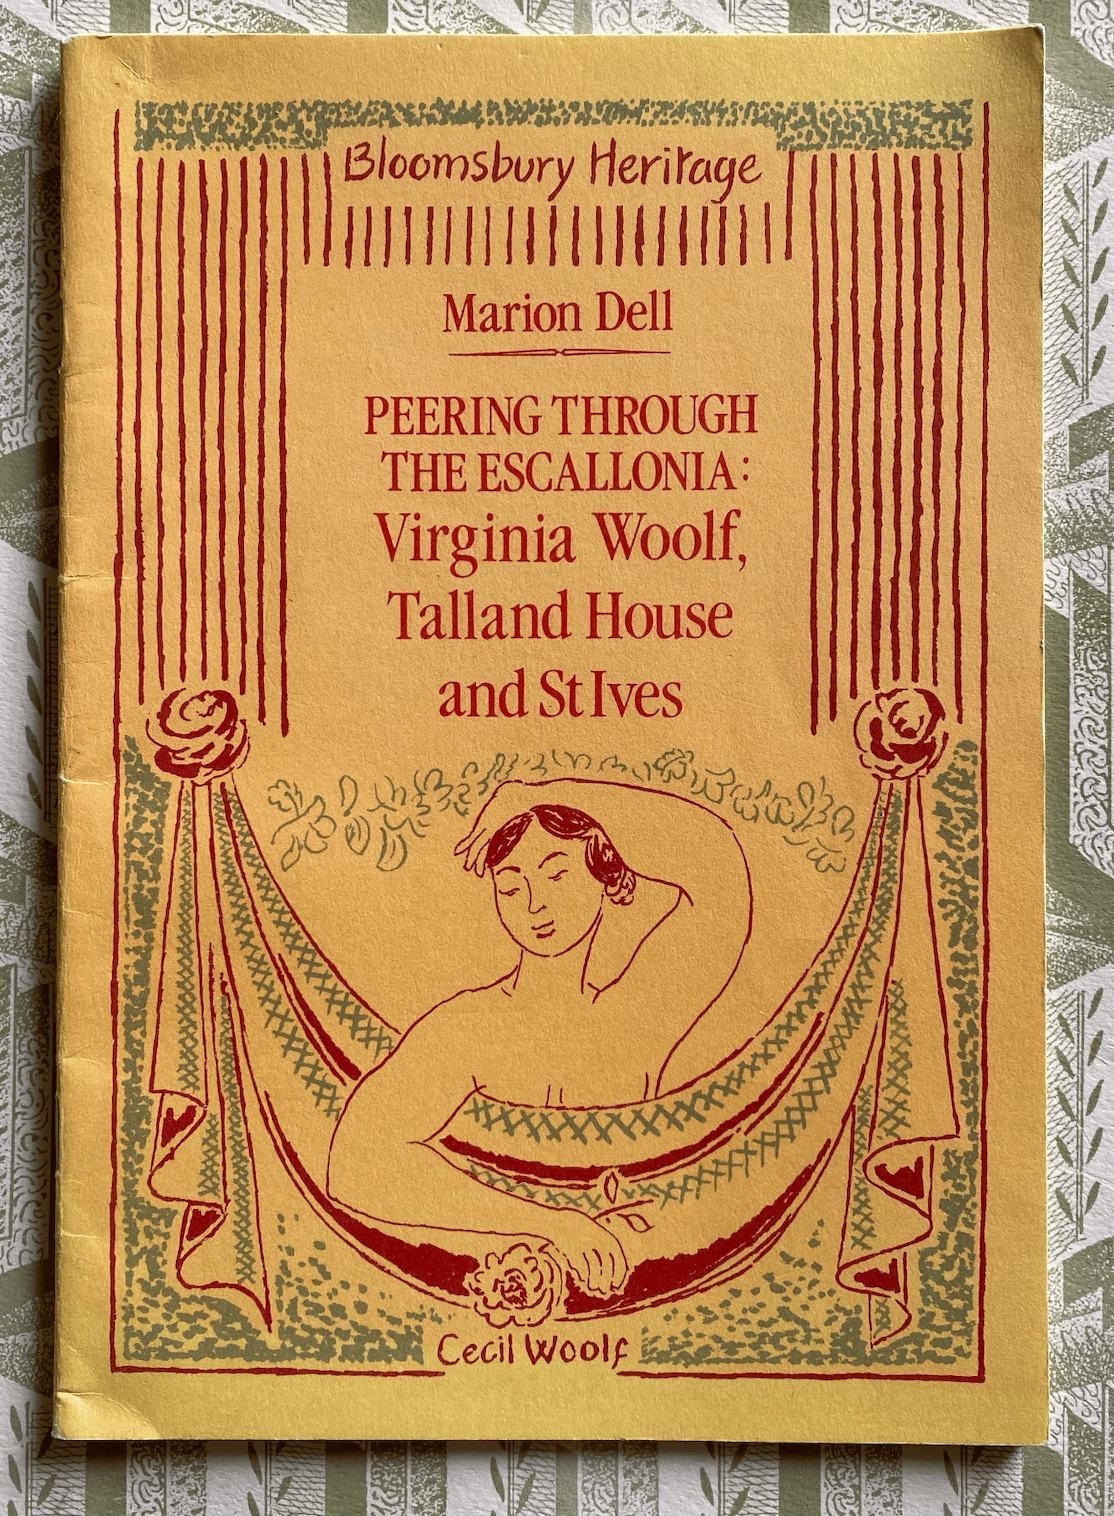 Bloomsbury Heritage
Marion Dell
PEERING THROUGH
THE ESCALLONIA:
Virginia Woolf,
Talland House
and St Ives
Cecil Woolf